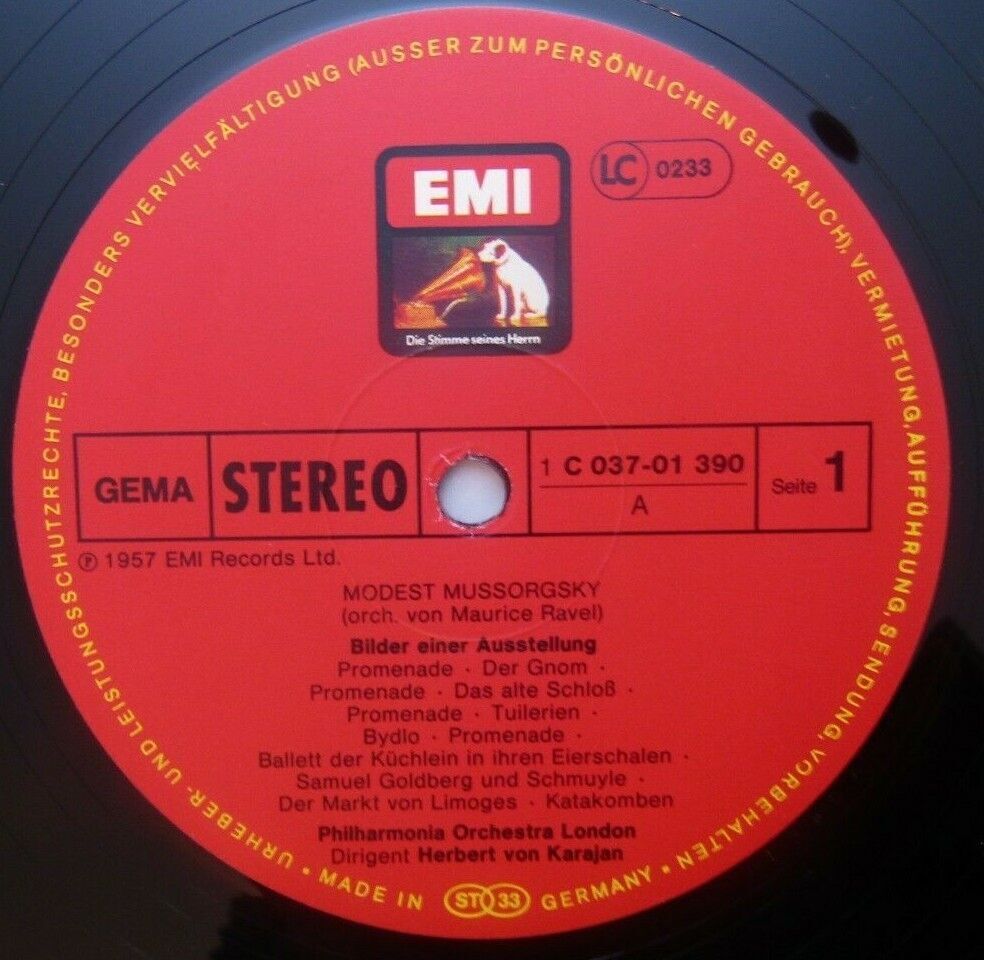 URHEBER- UND LEISTUNGSSCHUTZRECHTE, BESONDERS VERVIELFÄLTIGUNG (AUSSER ZUM PERSÖNLICHEN GEBRAUCH), VERMIETUNG, AUFFÜHRUNG, SENDUNG, VORBEHALTEN •
EMI
LC 0233
Die Stimme seines Herrn
GEMA
STEREO
1 C 037-01 390
A
Seite 1
℗ 1957 EMI Records Ltd.
MODEST MUSSORGSKY
(orch. von Maurice Ravel)
Bilder einer Ausstellung
Promenade · Der Gnom ·
Promenade · Das alte Schloß ·
Promenade · Tuilerien ·
Bydlo · Promenade ·
Ballett der Küchlein in ihren Eierschalen ·
Samuel Goldberg und Schmuyle ·
Der Markt von Limoges · Katakomben
Philharmonia Orchestra London
Dirigent Herbert von Karajan
• MADE IN ST 33 GERMANY •